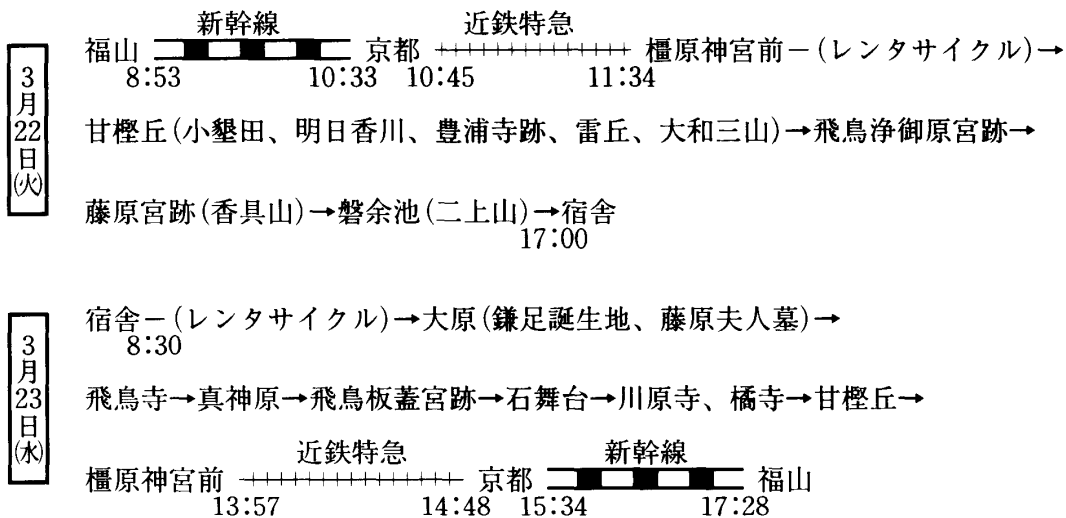 3月22日(火)
新幹線 近鉄特急
福山 京都 橿原神宮前－(レンタサイクル)→
8:53 10:33 10:45 11:34
甘樫丘(小墾田、明日香川、豊浦寺跡、雷丘、大和三山)→飛鳥浄御原宮跡→
藤原宮跡(香具山)→磐余池(二上山)→宿舎
17:00
3月23日(水)
宿舎－(レンタサイクル)→大原(鎌足誕生地、藤原夫人墓)→
8:30
飛鳥寺→真神原→飛鳥板蓋宮跡→石舞台→川原寺、橘寺→甘樫丘→
近鉄特急 新幹線
橿原神宮前 京都 福山
13:57 14:48 15:34 17:28